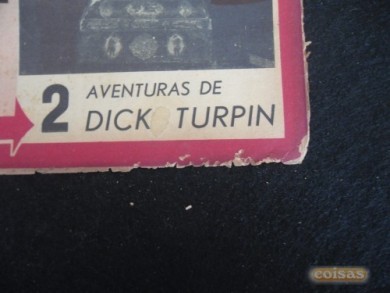 2
AVENTURAS DE
DICK TURPIN
coisas